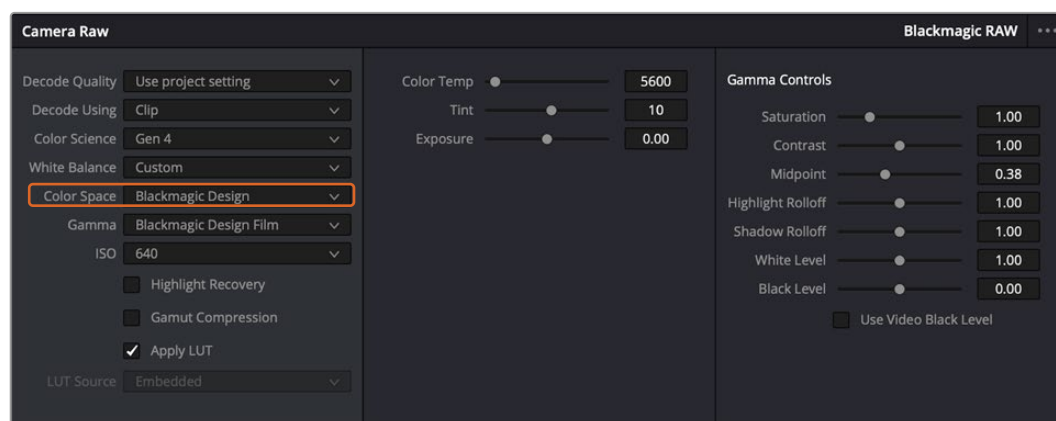 Camera Raw
Blackmagic RAW
Decode Quality Use project setting
Decode Using Clip
Color Science Gen 4
White Balance Custom
Color Space Blackmagic Design
Gamma Blackmagic Design Film
ISO 640
Highlight Recovery
Gamut Compression
Apply LUT
LUT Source Embedded
Color Temp 5600
Tint 10
Exposure 0.00
Gamma Controls
Saturation 1.00
Contrast 1.00
Midpoint 0.38
Highlight Rolloff 1.00
Shadow Rolloff 1.00
White Level 1.00
Black Level 0.00
Use Video Black Level